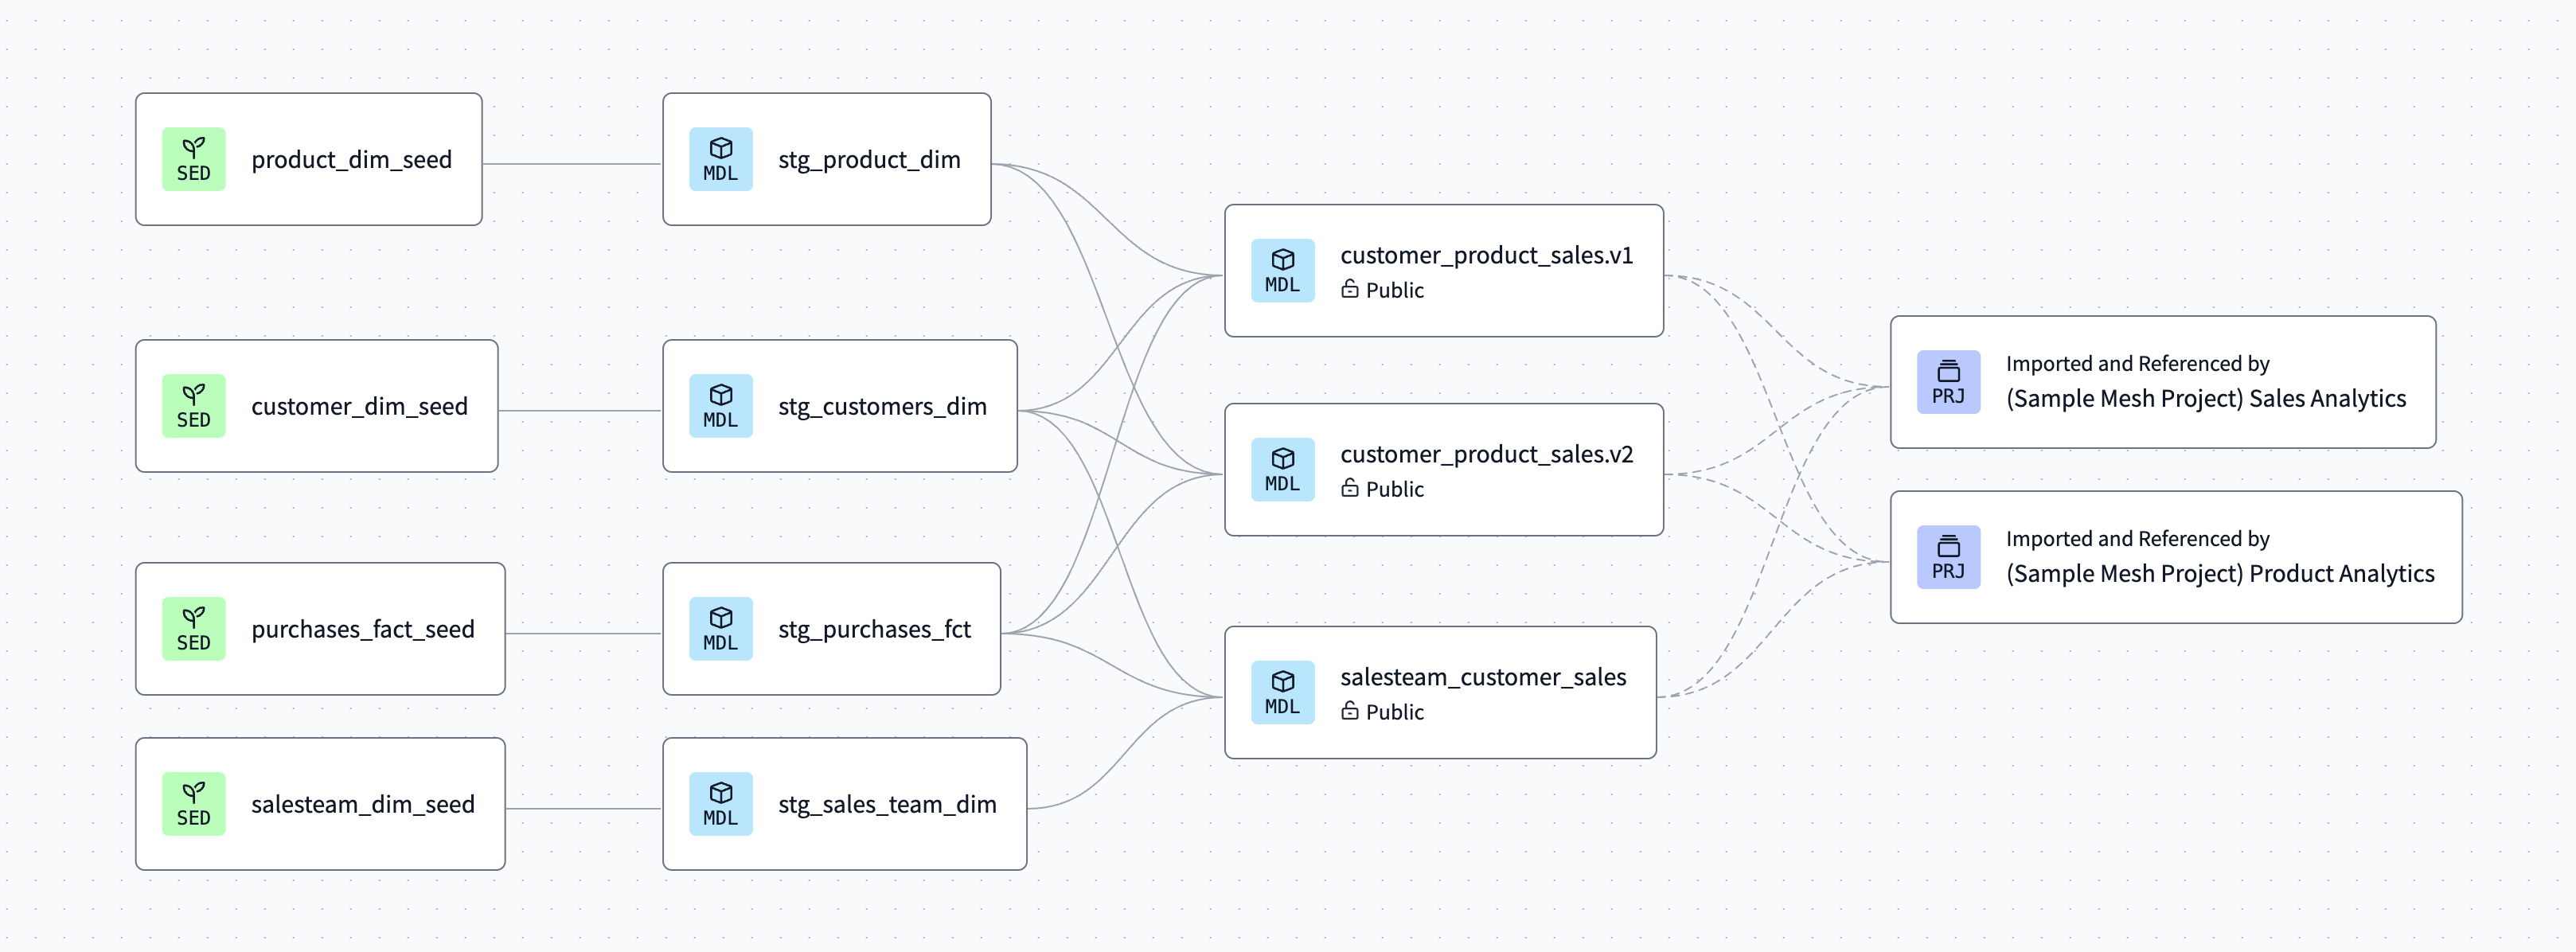 SED
product_dim_seed
MDL
stg_product_dim
SED
customer_dim_seed
MDL
stg_customers_dim
SED
purchases_fact_seed
MDL
stg_purchases_fct
SED
salesteam_dim_seed
MDL
stg_sales_team_dim
MDL
customer_product_sales.v1
Public
MDL
customer_product_sales.v2
Public
MDL
salesteam_customer_sales
Public
PRJ
Imported and Referenced by
(Sample Mesh Project) Sales Analytics
PRJ
Imported and Referenced by
(Sample Mesh Project) Product Analytics